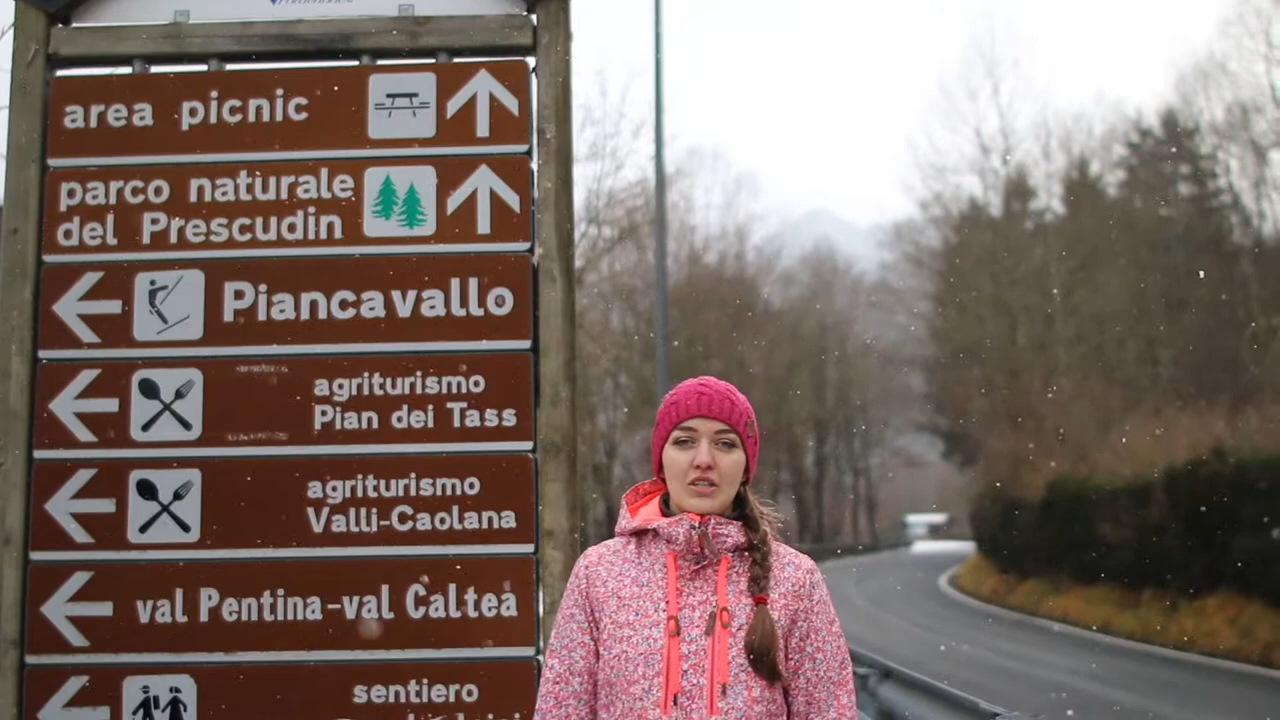 area picnic
parco naturale
del Prescudin
Piancavallo
agriturismo
Pian dei Tass
agriturismo
Valli-Caolana
val Pentina-val Caltea
sentiero